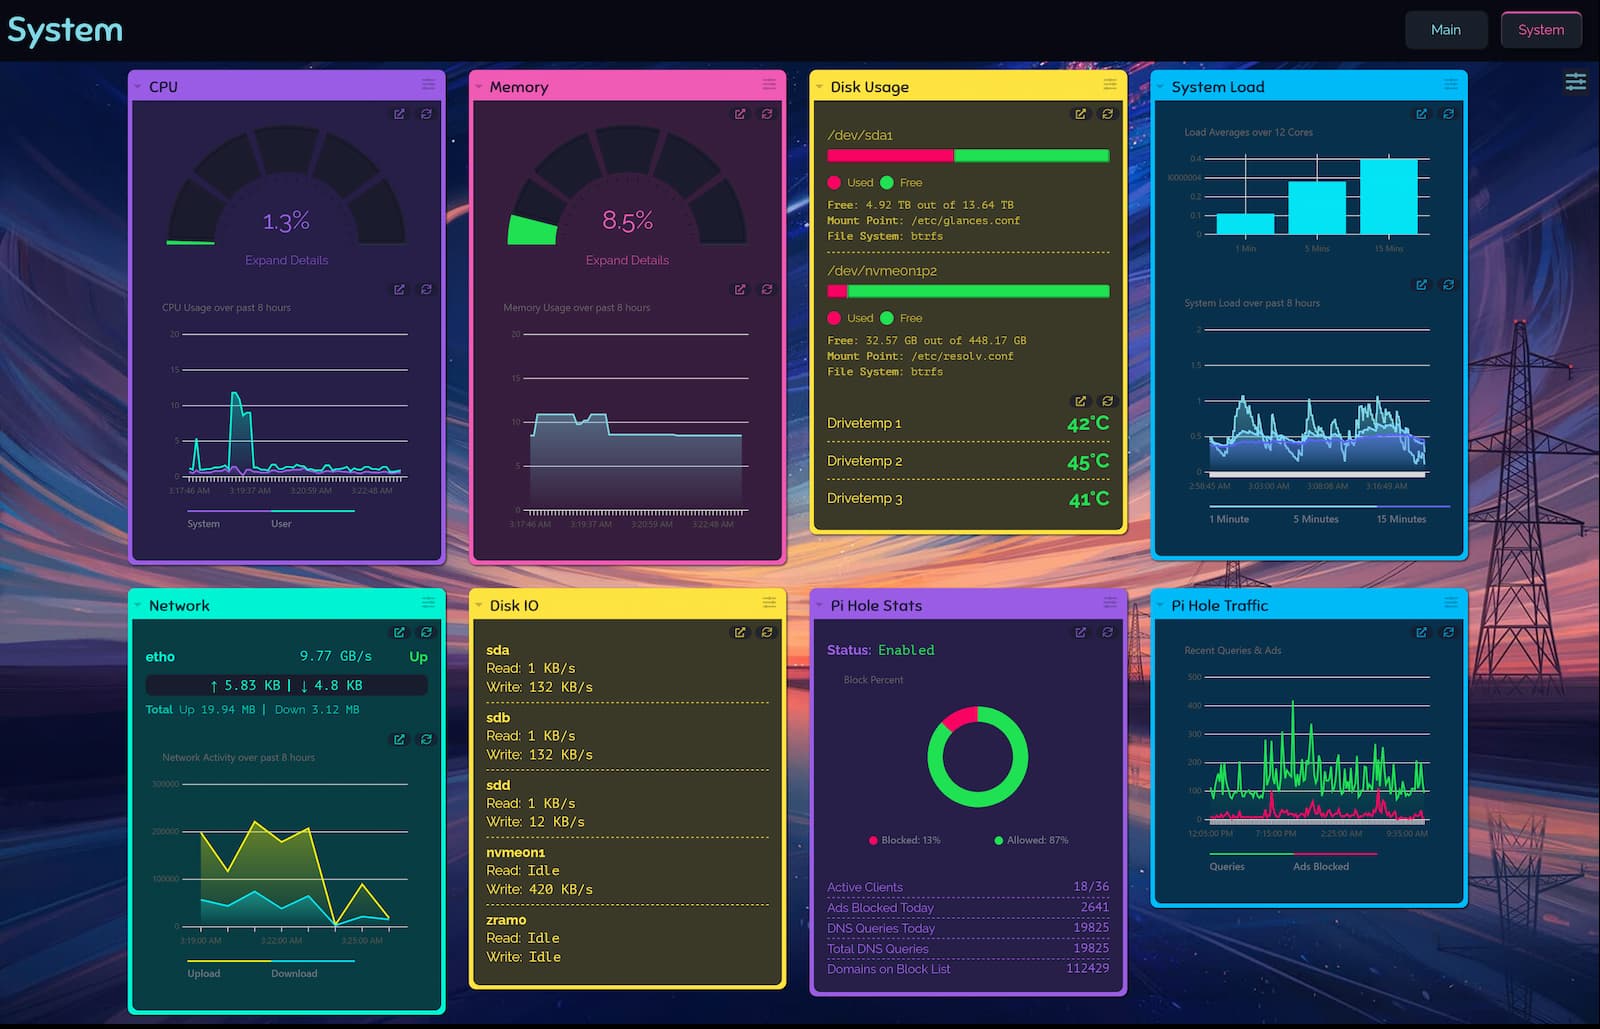 System
Main
System
CPU
1.3%
Expand Details
CPU Usage over past 8 hours
20
15
10
5
0
3:17:46 AM 3:19:37 AM 3:20:59 AM 3:22:48 AM
System User
Memory
8.5%
Expand Details
Memory Usage over past 8 hours
20
15
10
5
0
3:17:46 AM 3:19:37 AM 3:20:59 AM 3:22:48 AM
Disk Usage
/dev/sda1
Used Free
Free: 4.92 TB out of 13.64 TB
Mount Point: /etc/glances.conf
File System: btrfs
/dev/nvme0n1p2
Used Free
Free: 32.57 GB out of 448.17 GB
Mount Point: /etc/resolv.conf
File System: btrfs
Drivetemp 1 42°C
Drivetemp 2 45°C
Drivetemp 3 41°C
System Load
Load Averages over 12 Cores
0.4
0.2
0.1
0
1 Min 5 Mins 15 Mins
System Load over past 8 hours
2
1.5
1
0.5
0
2:58:45 AM 3:03:00 AM 3:08:08 AM 3:16:49 AM
1 Minute 5 Minutes 15 Minutes
Network
eth0 9.77 GB/s Up
↑ 5.83 KB | ↓ 4.8 KB
Total Up 19.94 MB | Down 3.12 MB
Network Activity over past 8 hours
300000
200000
100000
0
3:19:00 AM 3:22:00 AM 3:25:00 AM
Upload Download
Disk IO
sda
Read: 1 KB/s
Write: 132 KB/s
sdb
Read: 1 KB/s
Write: 132 KB/s
sdd
Read: 1 KB/s
Write: 12 KB/s
nvme0n1
Read: Idle
Write: 420 KB/s
zram0
Read: Idle
Write: Idle
Pi Hole Stats
Status: Enabled
Block Percent
Blocked: 13% Allowed: 87%
Active Clients 18/36
Ads Blocked Today 2641
DNS Queries Today 19825
Total DNS Queries 19825
Domains on Block List 112429
Pi Hole Traffic
Recent Queries & Ads
500
400
300
200
100
0
12:05:00 PM 7:15:00 PM 2:25:00 AM 9:35:00 AM
Queries Ads Blocked